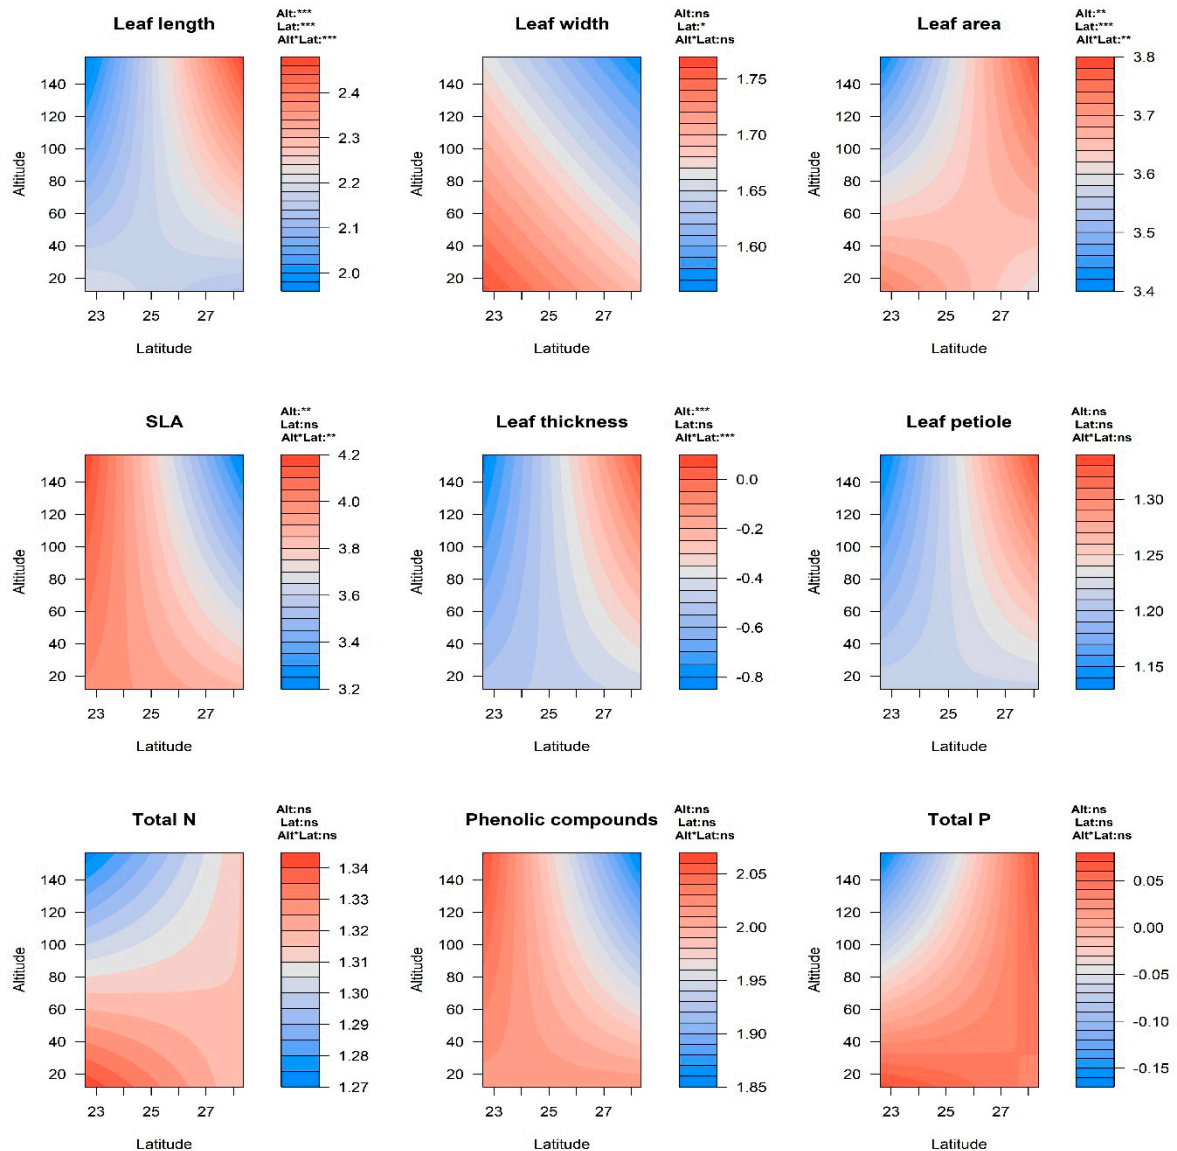 Leaf length
Alt:***
Lat:***
Alt*Lat:***
140
120
100
80
60
40
20
Altitude
23 25 27
Latitude
2.4
2.3
2.2
2.1
2.0
Leaf width
Alt:ns
Lat:*
Alt*Lat:ns
140
120
100
80
60
40
20
Altitude
23 25 27
Latitude
1.75
1.70
1.65
1.60
Leaf area
Alt:**
Lat:***
Alt*Lat:**
140
120
100
80
60
40
20
Altitude
23 25 27
Latitude
3.8
3.7
3.6
3.5
3.4
SLA
Alt:**
Lat:ns
Alt*Lat:**
140
120
100
80
60
40
20
Altitude
23 25 27
Latitude
4.2
4.0
3.8
3.6
3.4
3.2
Leaf thickness
Alt:***
Lat:ns
Alt*Lat:***
140
120
100
80
60
40
20
Altitude
23 25 27
Latitude
0.0
-0.2
-0.4
-0.6
-0.8
Leaf petiole
Alt:ns
Lat:ns
Alt*Lat:ns
140
120
100
80
60
40
20
Altitude
23 25 27
Latitude
1.30
1.25
1.20
1.15
Total N
Alt:ns
Lat:ns
Alt*Lat:ns
140
120
100
80
60
40
20
Altitude
23 25 27
Latitude
1.34
1.33
1.32
1.31
1.30
1.29
1.28
1.27
Phenolic compounds
Alt:ns
Lat:ns
Alt*Lat:ns
140
120
100
80
60
40
20
Altitude
23 25 27
Latitude
2.05
2.00
1.95
1.90
1.85
Total P
Alt:ns
Lat:ns
Alt*Lat:ns
140
120
100
80
60
40
20
Altitude
23 25 27
Latitude
0.05
0.00
-0.05
-0.10
-0.15